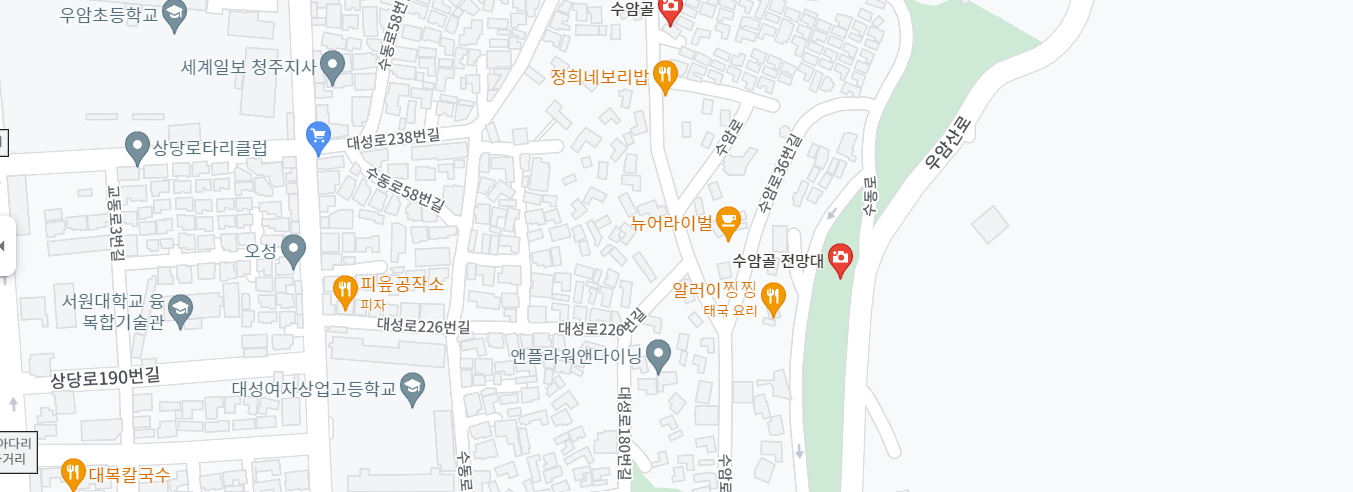 수암골
우암초등학교
수동로58번
세계일보 청주지사
정희네보리밥
대성로238번길
상당로타리클럽
수암로
우암산로
수암로36번길
수동로58번길
교동로3번길
수동로
뉴어라이벌
오성
수암골 전망대
피읖공작소
피자
알러이찡찡
태국 요리
서원대학교 융
복합기술관
대성로226번길
대성로226번길
앤플라워앤다이닝
상당로190번길
대성여자상업고등학교
대성로180번길
아다리
거리
대복칼국수
수동로
수암로